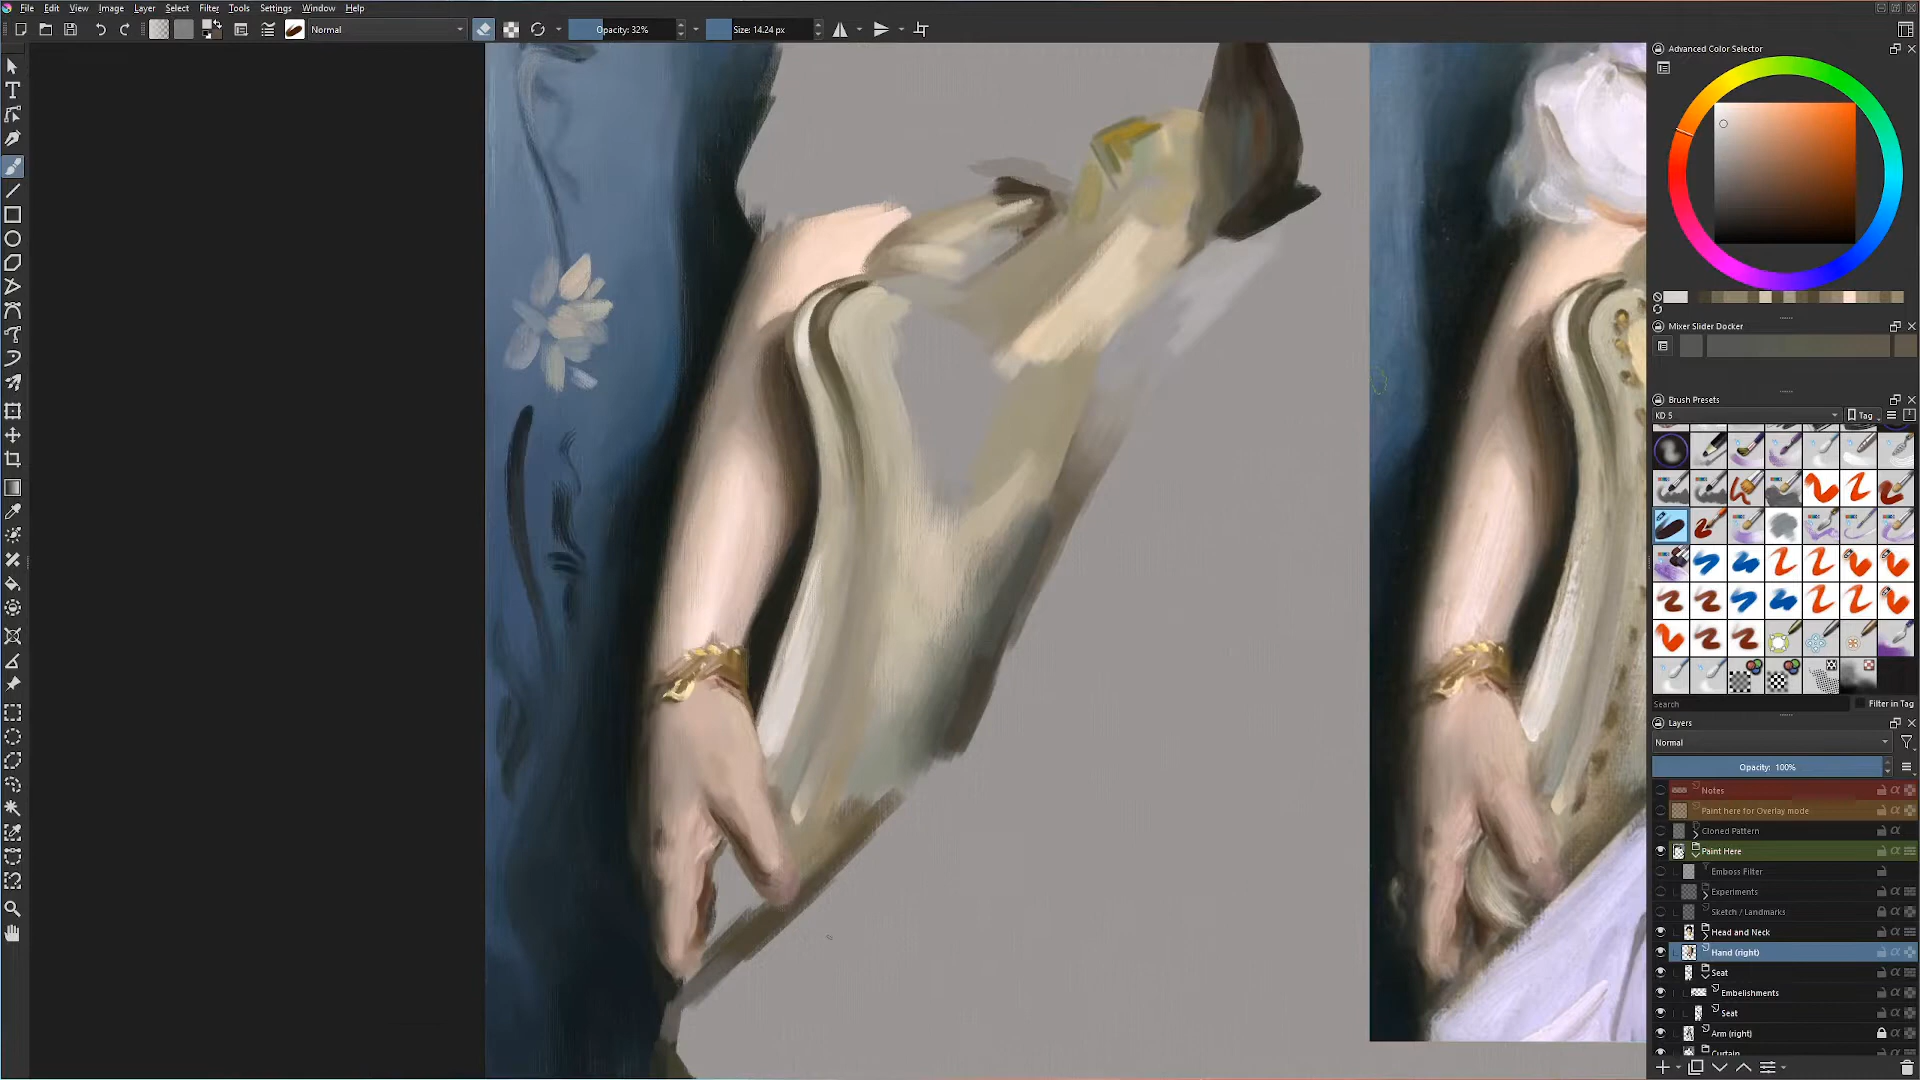 File Edit View Image Layer Select Filter Tools Settings Window Help
Normal
Opacity: 32%
Size: 14.24 px
Advanced Color Selector
Mixer Slider Docker
Brush Presets
KD 5
Tag
Search
Filter in Tag
Layers
Normal
Opacity: 100%
Notes
Paint here for Overlay mode
Cloned Pattern
Paint Here
Emboss Filter
Experiments
Sketch / Landmarks
Head and Neck
Hand (right)
Seat
Embelishments
Seat
Arm (right)
Curtain